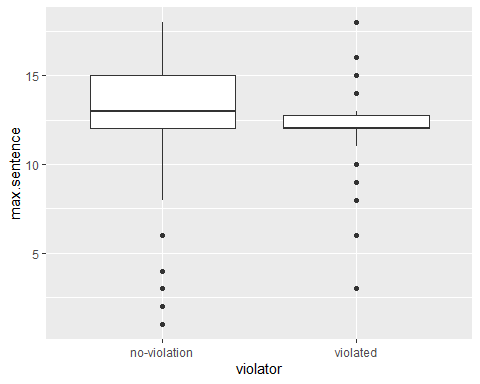 max.sentence
15
10
5
no-violation violated
violator